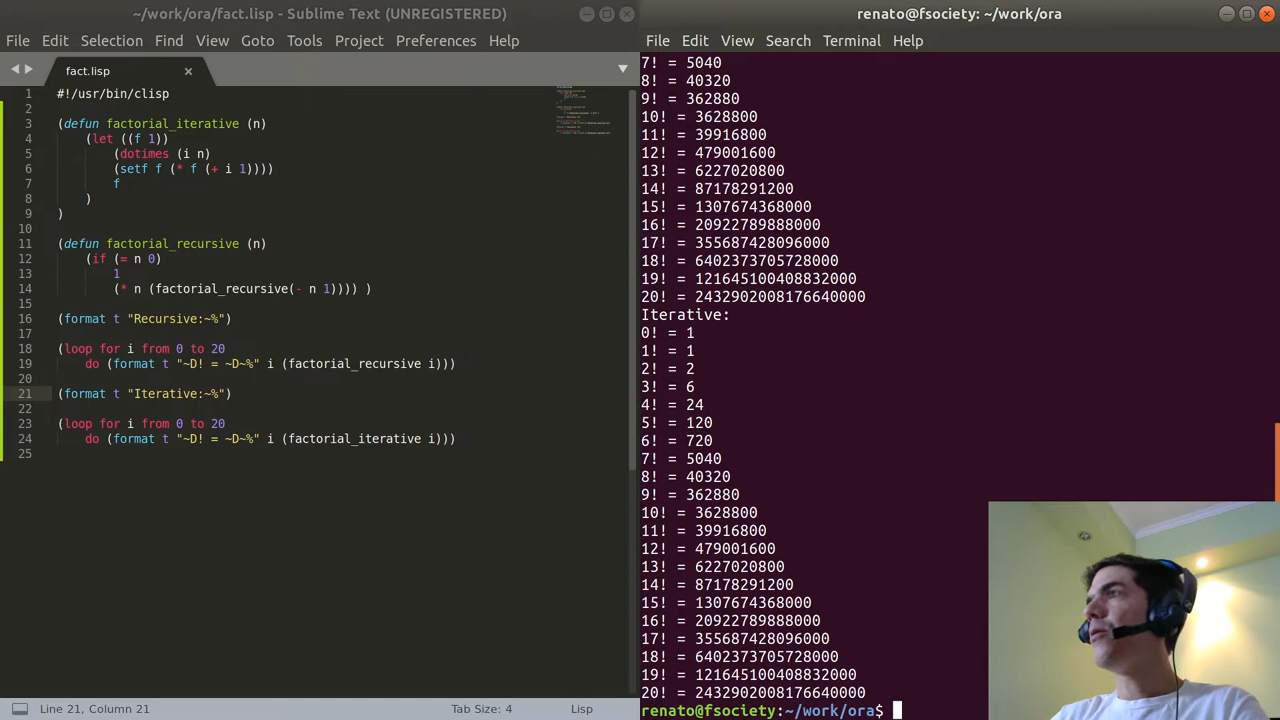 ~/work/ora/fact.lisp - Sublime Text (UNREGISTERED)
File Edit Selection Find View Goto Tools Project Preferences Help
fact.lisp
1 #!/usr/bin/clisp
2
3 (defun factorial_iterative (n)
4 (let ((f 1))
5 (dotimes (i n)
6 (setf f (* f (+ i 1))))
7 f
8 )
9 )
10
11 (defun factorial_recursive (n)
12 (if (= n 0)
13 1
14 (* n (factorial_recursive(- n 1)))) )
15
16 (format t "Recursive:~%")
17
18 (loop for i from 0 to 20
19 do (format t "~D! = ~D~%" i (factorial_recursive i)))
20
21 (format t "Iterative:~%")
22
23 (loop for i from 0 to 20
24 do (format t "~D! = ~D~%" i (factorial_iterative i)))
25
Line 21, Column 21 Tab Size: 4 Lisp
renato@fsociety: ~/work/ora
File Edit View Search Terminal Help
7! = 5040
8! = 40320
9! = 362880
10! = 3628800
11! = 39916800
12! = 479001600
13! = 6227020800
14! = 87178291200
15! = 1307674368000
16! = 20922789888000
17! = 355687428096000
18! = 6402373705728000
19! = 121645100408832000
20! = 2432902008176640000
Iterative:
0! = 1
1! = 1
2! = 2
3! = 6
4! = 24
5! = 120
6! = 720
7! = 5040
8! = 40320
9! = 362880
10! = 3628800
11! = 39916800
12! = 479001600
13! = 6227020800
14! = 87178291200
15! = 1307674368000
16! = 20922789888000
17! = 355687428096000
18! = 6402373705728000
19! = 121645100408832000
20! = 2432902008176640000
renato@fsociety:~/work/ora$